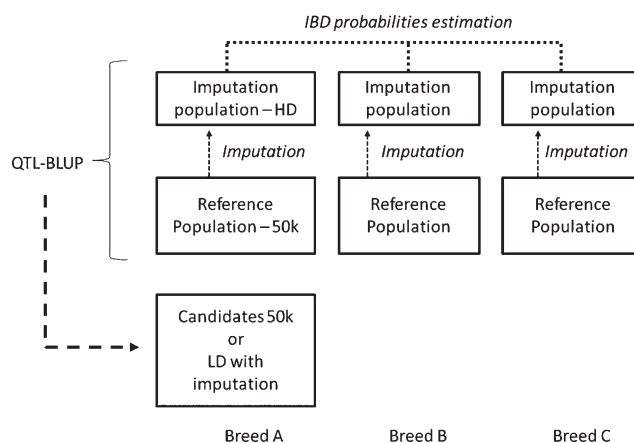 IBD probabilities estimation
Imputation
population – HD
Imputation
population
Imputation
population
QTL-BLUP
Imputation
Imputation
Imputation
Reference
Population – 50k
Reference
Population
Reference
Population
Candidates 50k
or
LD with
imputation
Breed A
Breed B
Breed C